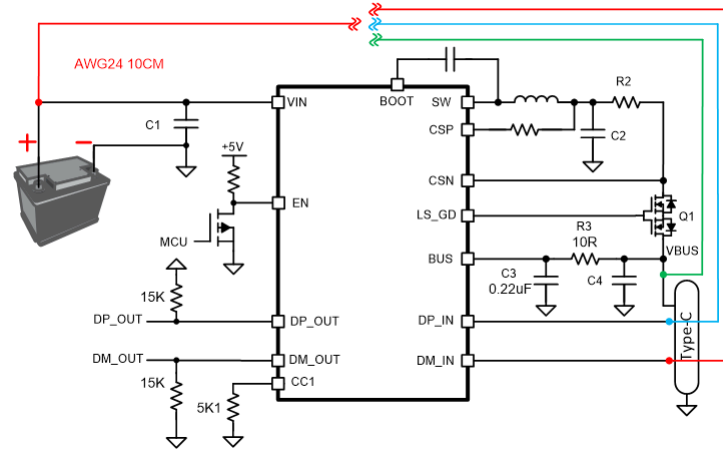 AWG24 10CM
+
−
C1
VIN
BOOT
SW
R2
CSP
C2
+5V
CSN
EN
LS_GD
Q1
MCU
R3
10R
VBUS
BUS
C3
0.22uF
C4
15K
DP_OUT
DP_OUT
DP_IN
Type-C
DM_OUT
DM_OUT
DM_IN
15K
CC1
5K1